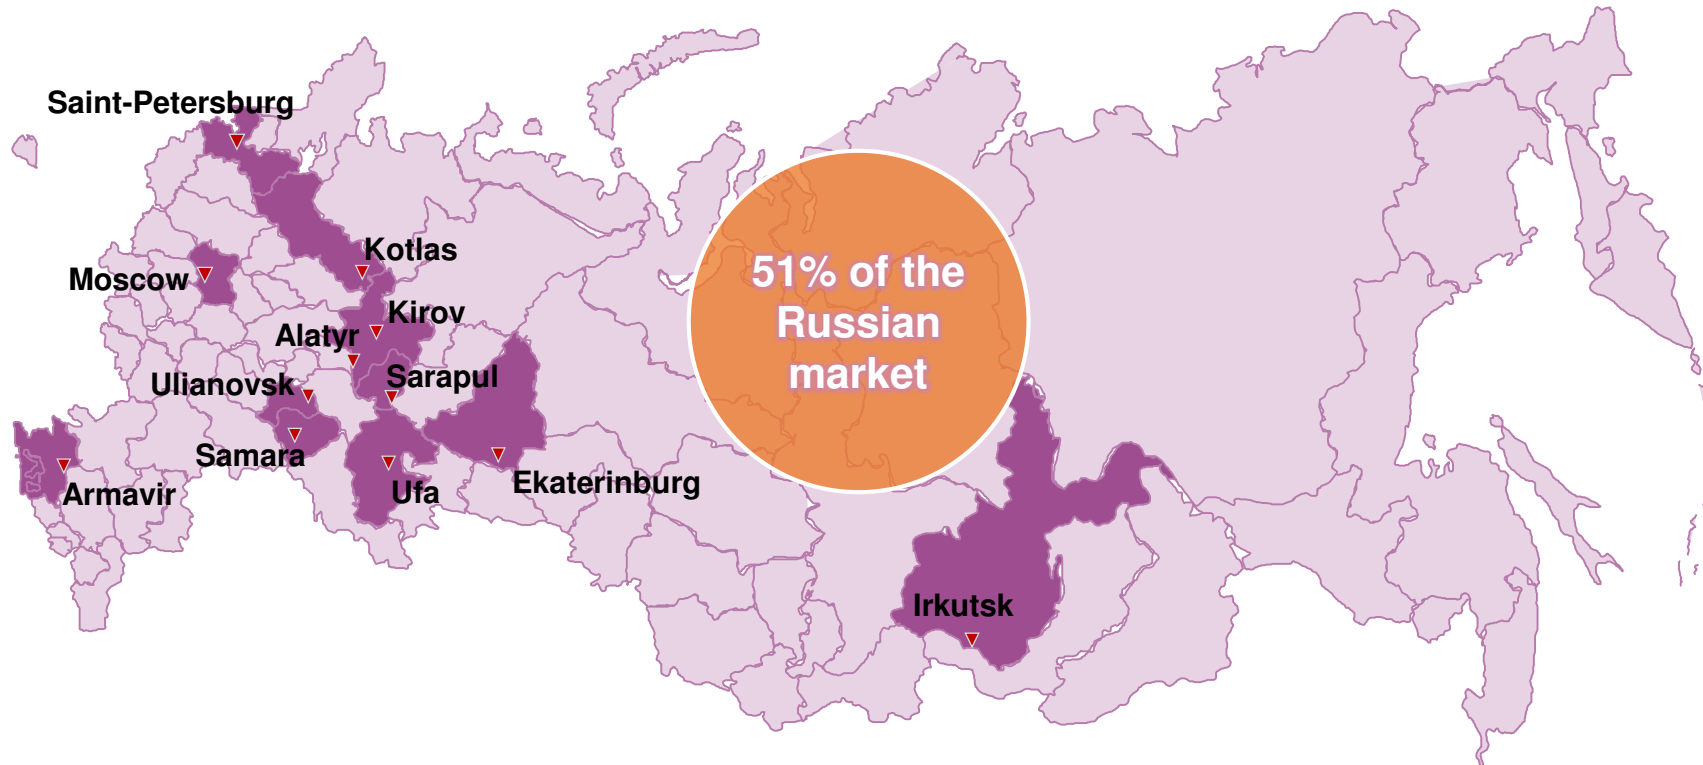 Saint-Petersburg
Kotlas
51% of the
Russian
market
Moscow
Kirov
Alatyr
Sarapul
Ulianovsk
Samara
Ekaterinburg
Armavir
Ufa
Irkutsk